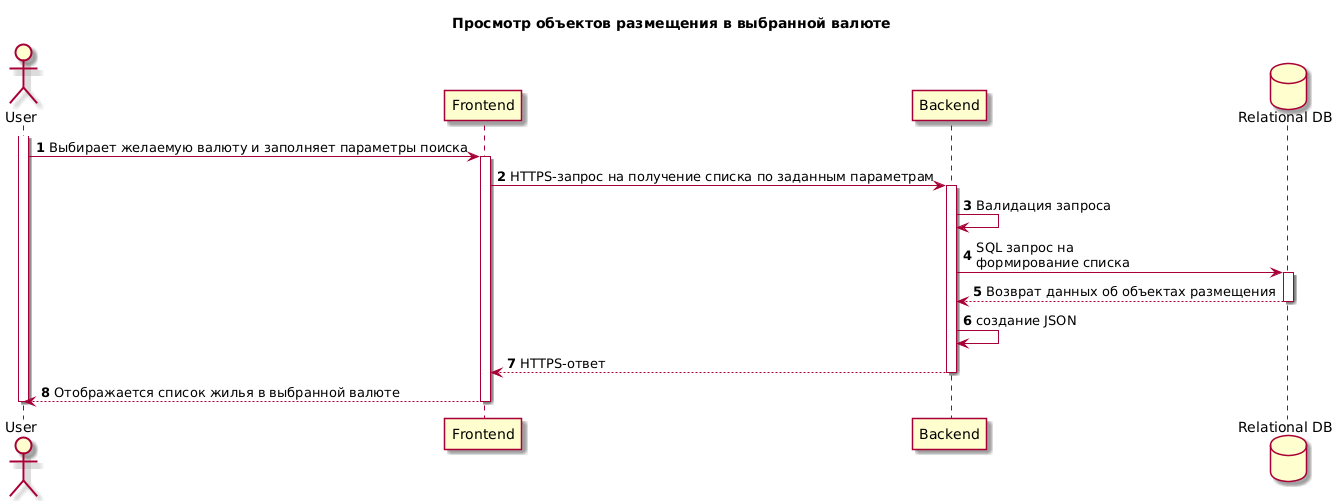 Просмотр объектов размещения в выбранной валюте
User
Frontend
Backend
Relational DB
1 Выбирает желаемую валюту и заполняет параметры поиска
2 HTTPS-запрос на получение списка по заданным параметрам
3 Валидация запроса
4 SQL запрос на
формирование списка
5 Возврат данных об объектах размещения
6 создание JSON
7 HTTPS-ответ
8 Отображается список жилья в выбранной валюте
User
Frontend
Backend
Relational DB